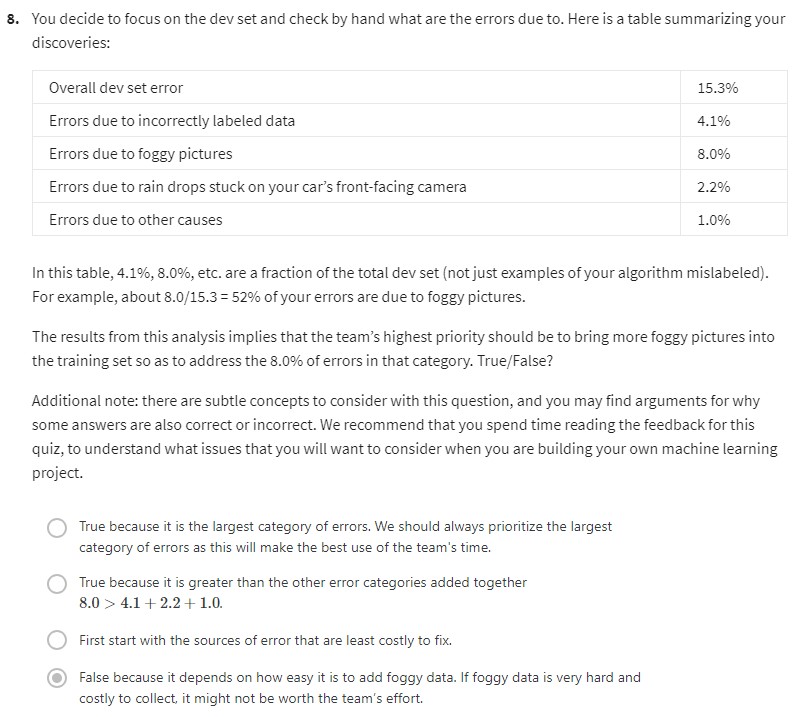 8. You decide to focus on the dev set and check by hand what are the errors due to. Here is a table summarizing your
discoveries:
Overall dev set error 15.3%
Errors due to incorrectly labeled data 4.1%
Errors due to foggy pictures 8.0%
Errors due to rain drops stuck on your car's front-facing camera 2.2%
Errors due to other causes 1.0%
In this table, 4.1%, 8.0%, etc. are a fraction of the total dev set (not just examples of your algorithm mislabeled).
For example, about 8.0/15.3 = 52% of your errors are due to foggy pictures.
The results from this analysis implies that the team's highest priority should be to bring more foggy pictures into
the training set so as to address the 8.0% of errors in that category. True/False?
Additional note: there are subtle concepts to consider with this question, and you may find arguments for why
some answers are also correct or incorrect. We recommend that you spend time reading the feedback for this
quiz, to understand what issues that you will want to consider when you are building your own machine learning
project.
True because it is the largest category of errors. We should always prioritize the largest
category of errors as this will make the best use of the team's time.
True because it is greater than the other error categories added together
8.0 > 4.1 + 2.2 + 1.0.
First start with the sources of error that are least costly to fix.
False because it depends on how easy it is to add foggy data. If foggy data is very hard and
costly to collect, it might not be worth the team's effort.